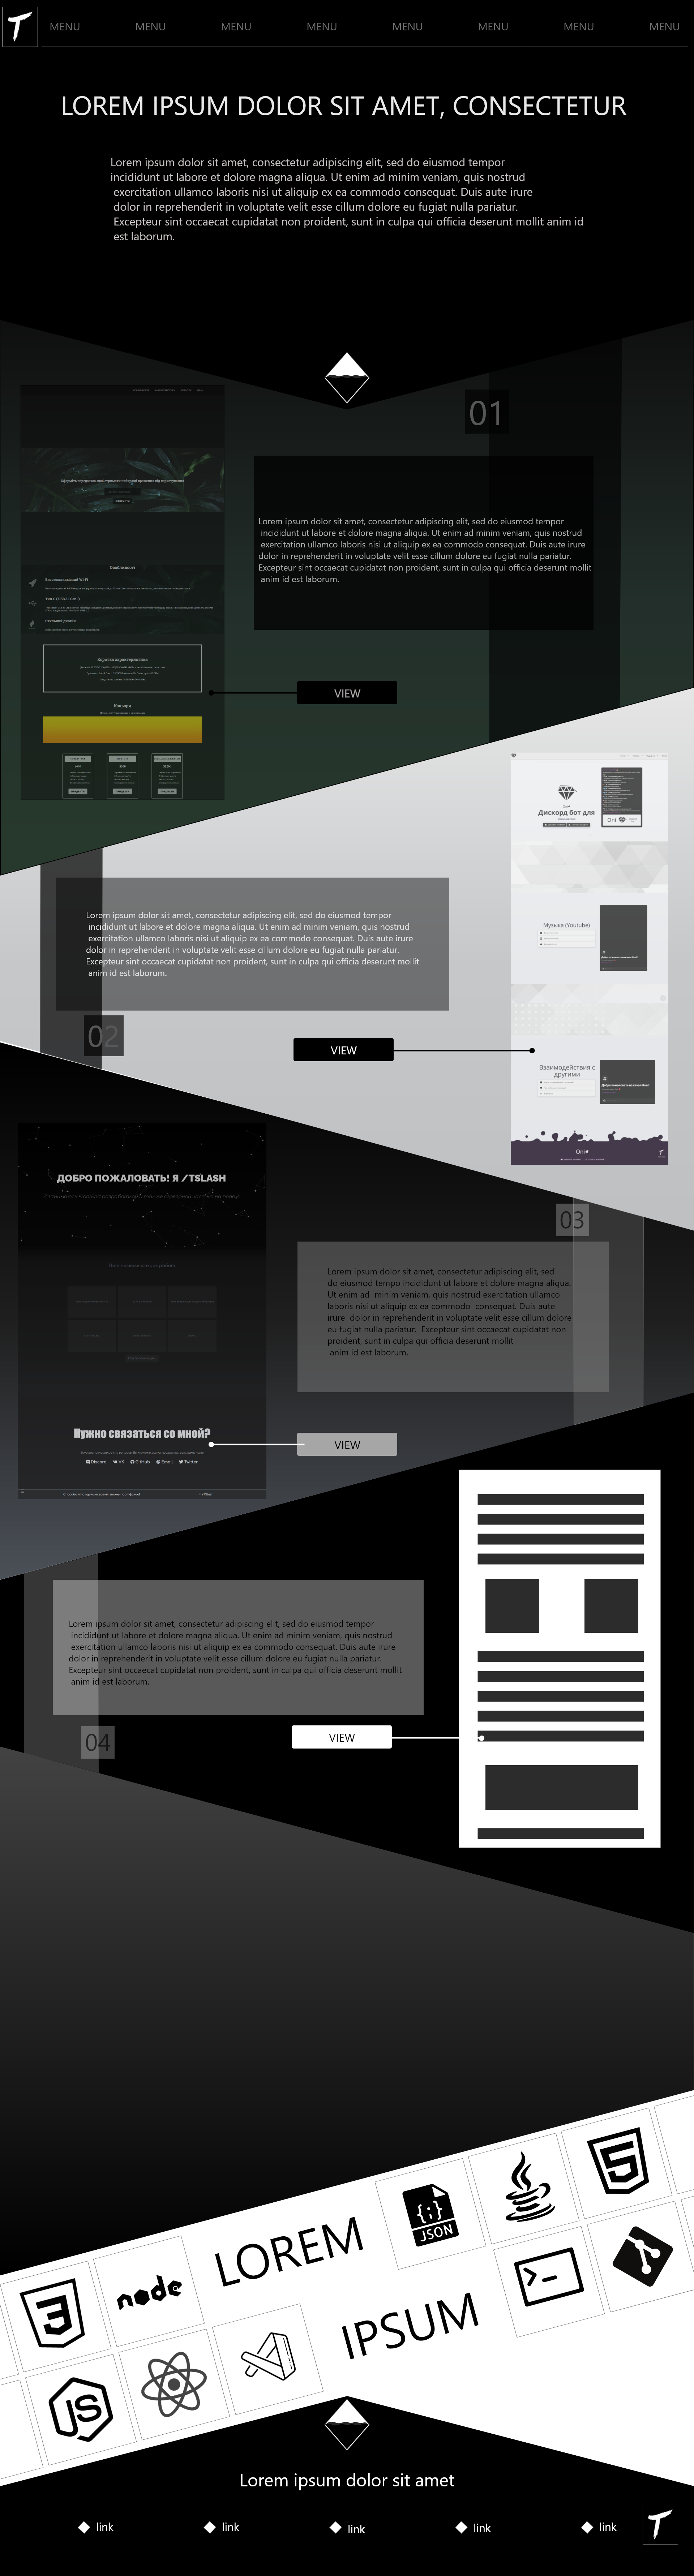 T
MENU MENU MENU MENU MENU MENU MENU MENU
LOREM IPSUM DOLOR SIT AMET, CONSECTETUR
Lorem ipsum dolor sit amet, consectetur adipiscing elit, sed do eiusmod tempor
incididunt ut labore et dolore magna aliqua. Ut enim ad minim veniam, quis nostrud
exercitation ullamco laboris nisi ut aliquip ex ea commodo consequat. Duis aute irure
dolor in reprehenderit in voluptate velit esse cillum dolore eu fugiat nulla pariatur.
Excepteur sint occaecat cupidatat non proident, sunt in culpa qui officia deserunt mollit anim id
est laborum.
01
Особливості
Коротка характеристика
Кольори
Lorem ipsum dolor sit amet, consectetur adipiscing elit, sed do eiusmod tempor
incididunt ut labore et dolore magna aliqua. Ut enim ad minim veniam, quis nostrud
exercitation ullamco laboris nisi ut aliquip ex ea commodo consequat. Duis aute irure
dolor in reprehenderit in voluptate velit esse cillum dolore eu fugiat nulla pariatur.
Excepteur sint occaecat cupidatat non proident, sunt in culpa qui officia deserunt mollit
anim id est laborum.
VIEW
Oni
Дискорд бот для
Oni
Музыка (Youtube)
Взаимодействия с
другими
Oni
Lorem ipsum dolor sit amet, consectetur adipiscing elit, sed do eiusmod tempor
incididunt ut labore et dolore magna aliqua. Ut enim ad minim veniam, quis nostrud
exercitation ullamco laboris nisi ut aliquip ex ea commodo consequat. Duis aute irure
dolor in reprehenderit in voluptate velit esse cillum dolore eu fugiat nulla pariatur.
Excepteur sint occaecat cupidatat non proident, sunt in culpa qui officia deserunt mollit
anim id est laborum.
02
VIEW
ДОБРО ПОЖАЛОВАТЬ! Я /TSLASH
Нужно связаться со мной?
Discord VK GitHub Email Twitter
03
Lorem ipsum dolor sit amet, consectetur adipiscing elit, sed
do eiusmod tempo incididunt ut labore et dolore magna aliqua.
Ut enim ad minim veniam, quis nostrud exercitation ullamco
laboris nisi ut aliquip ex ea commodo consequat. Duis aute
irure dolor in reprehenderit in voluptate velit esse cillum dolore
eu fugiat nulla pariatur. Excepteur sint occaecat cupidatat non
proident, sunt in culpa qui officia deserunt mollit
anim id est laborum.
VIEW
Lorem ipsum dolor sit amet, consectetur adipiscing elit, sed do eiusmod tempor
incididunt ut labore et dolore magna aliqua. Ut enim ad minim veniam, quis nostrud
exercitation ullamco laboris nisi ut aliquip ex ea commodo consequat. Duis aute irure
dolor in reprehenderit in voluptate velit esse cillum dolore eu fugiat nulla pariatur.
Excepteur sint occaecat cupidatat non proident, sunt in culpa qui officia deserunt mollit
anim id est laborum.
04
VIEW
5
{;}
JSON
LOREM
3
node
IPSUM
JS
Lorem ipsum dolor sit amet
link link link link link
T